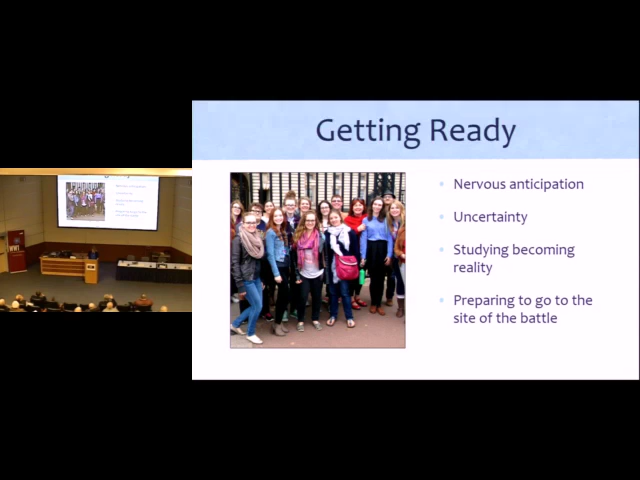 Getting Ready
Nervous anticipation
Uncertainty
Studying becoming
reality
Preparing to go to the
site of the battle